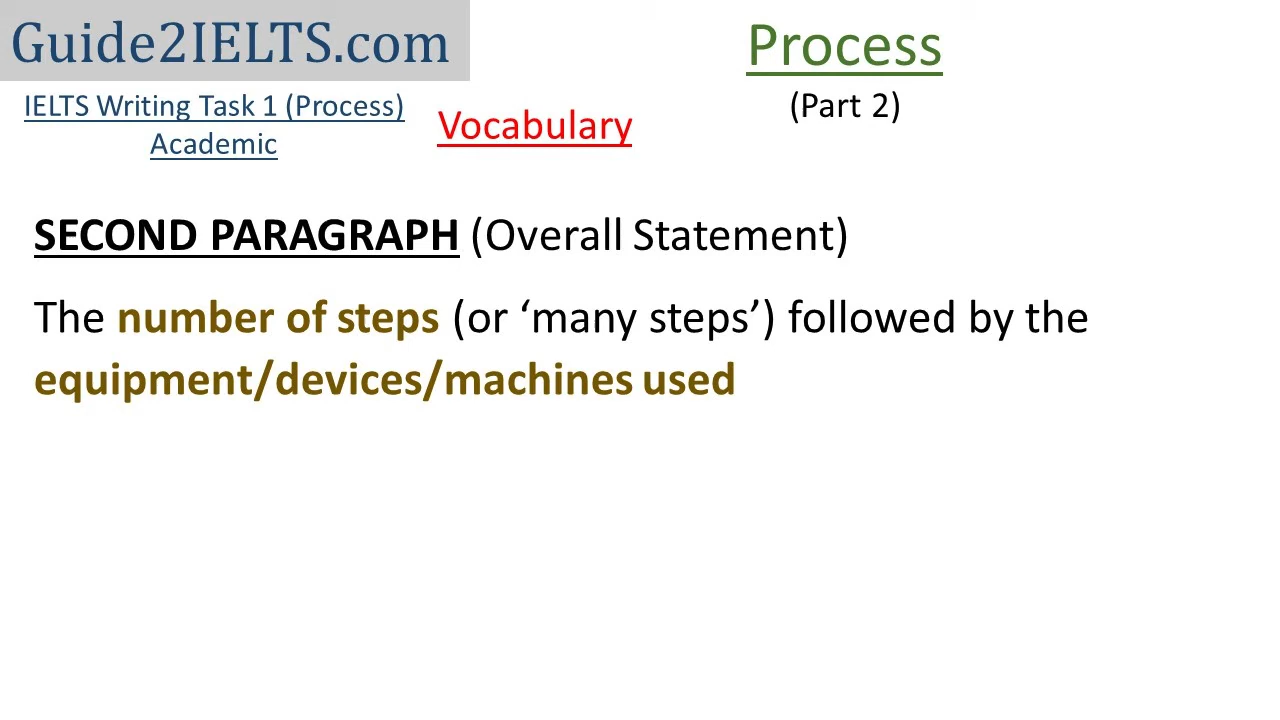 Guide2IELTS.com
Process
IELTS Writing Task 1 (Process)
Academic
Vocabulary
(Part 2)
SECOND PARAGRAPH (Overall Statement)
The number of steps (or ‘many steps’) followed by the
equipment/devices/machines used